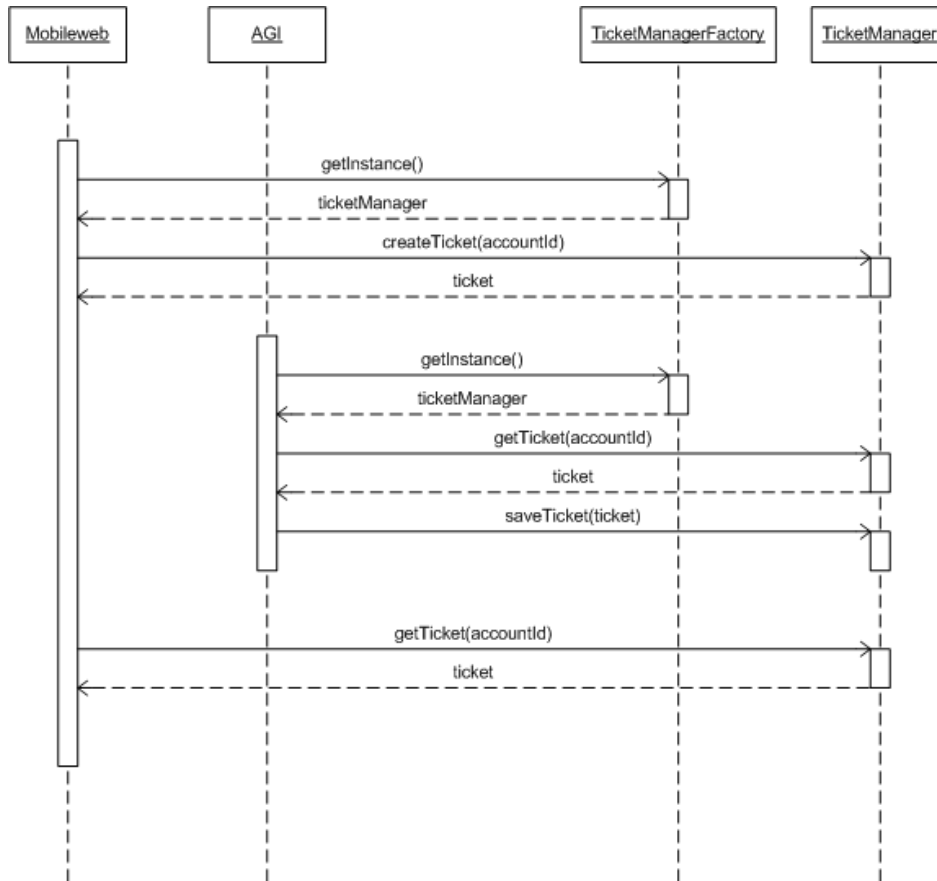 Mobileweb
AGI
TicketManagerFactory
TicketManager
getInstance()
ticketManager
createTicket(accountId)
ticket
getInstance()
ticketManager
getTicket(accountId)
ticket
saveTicket(ticket)
getTicket(accountId)
ticket